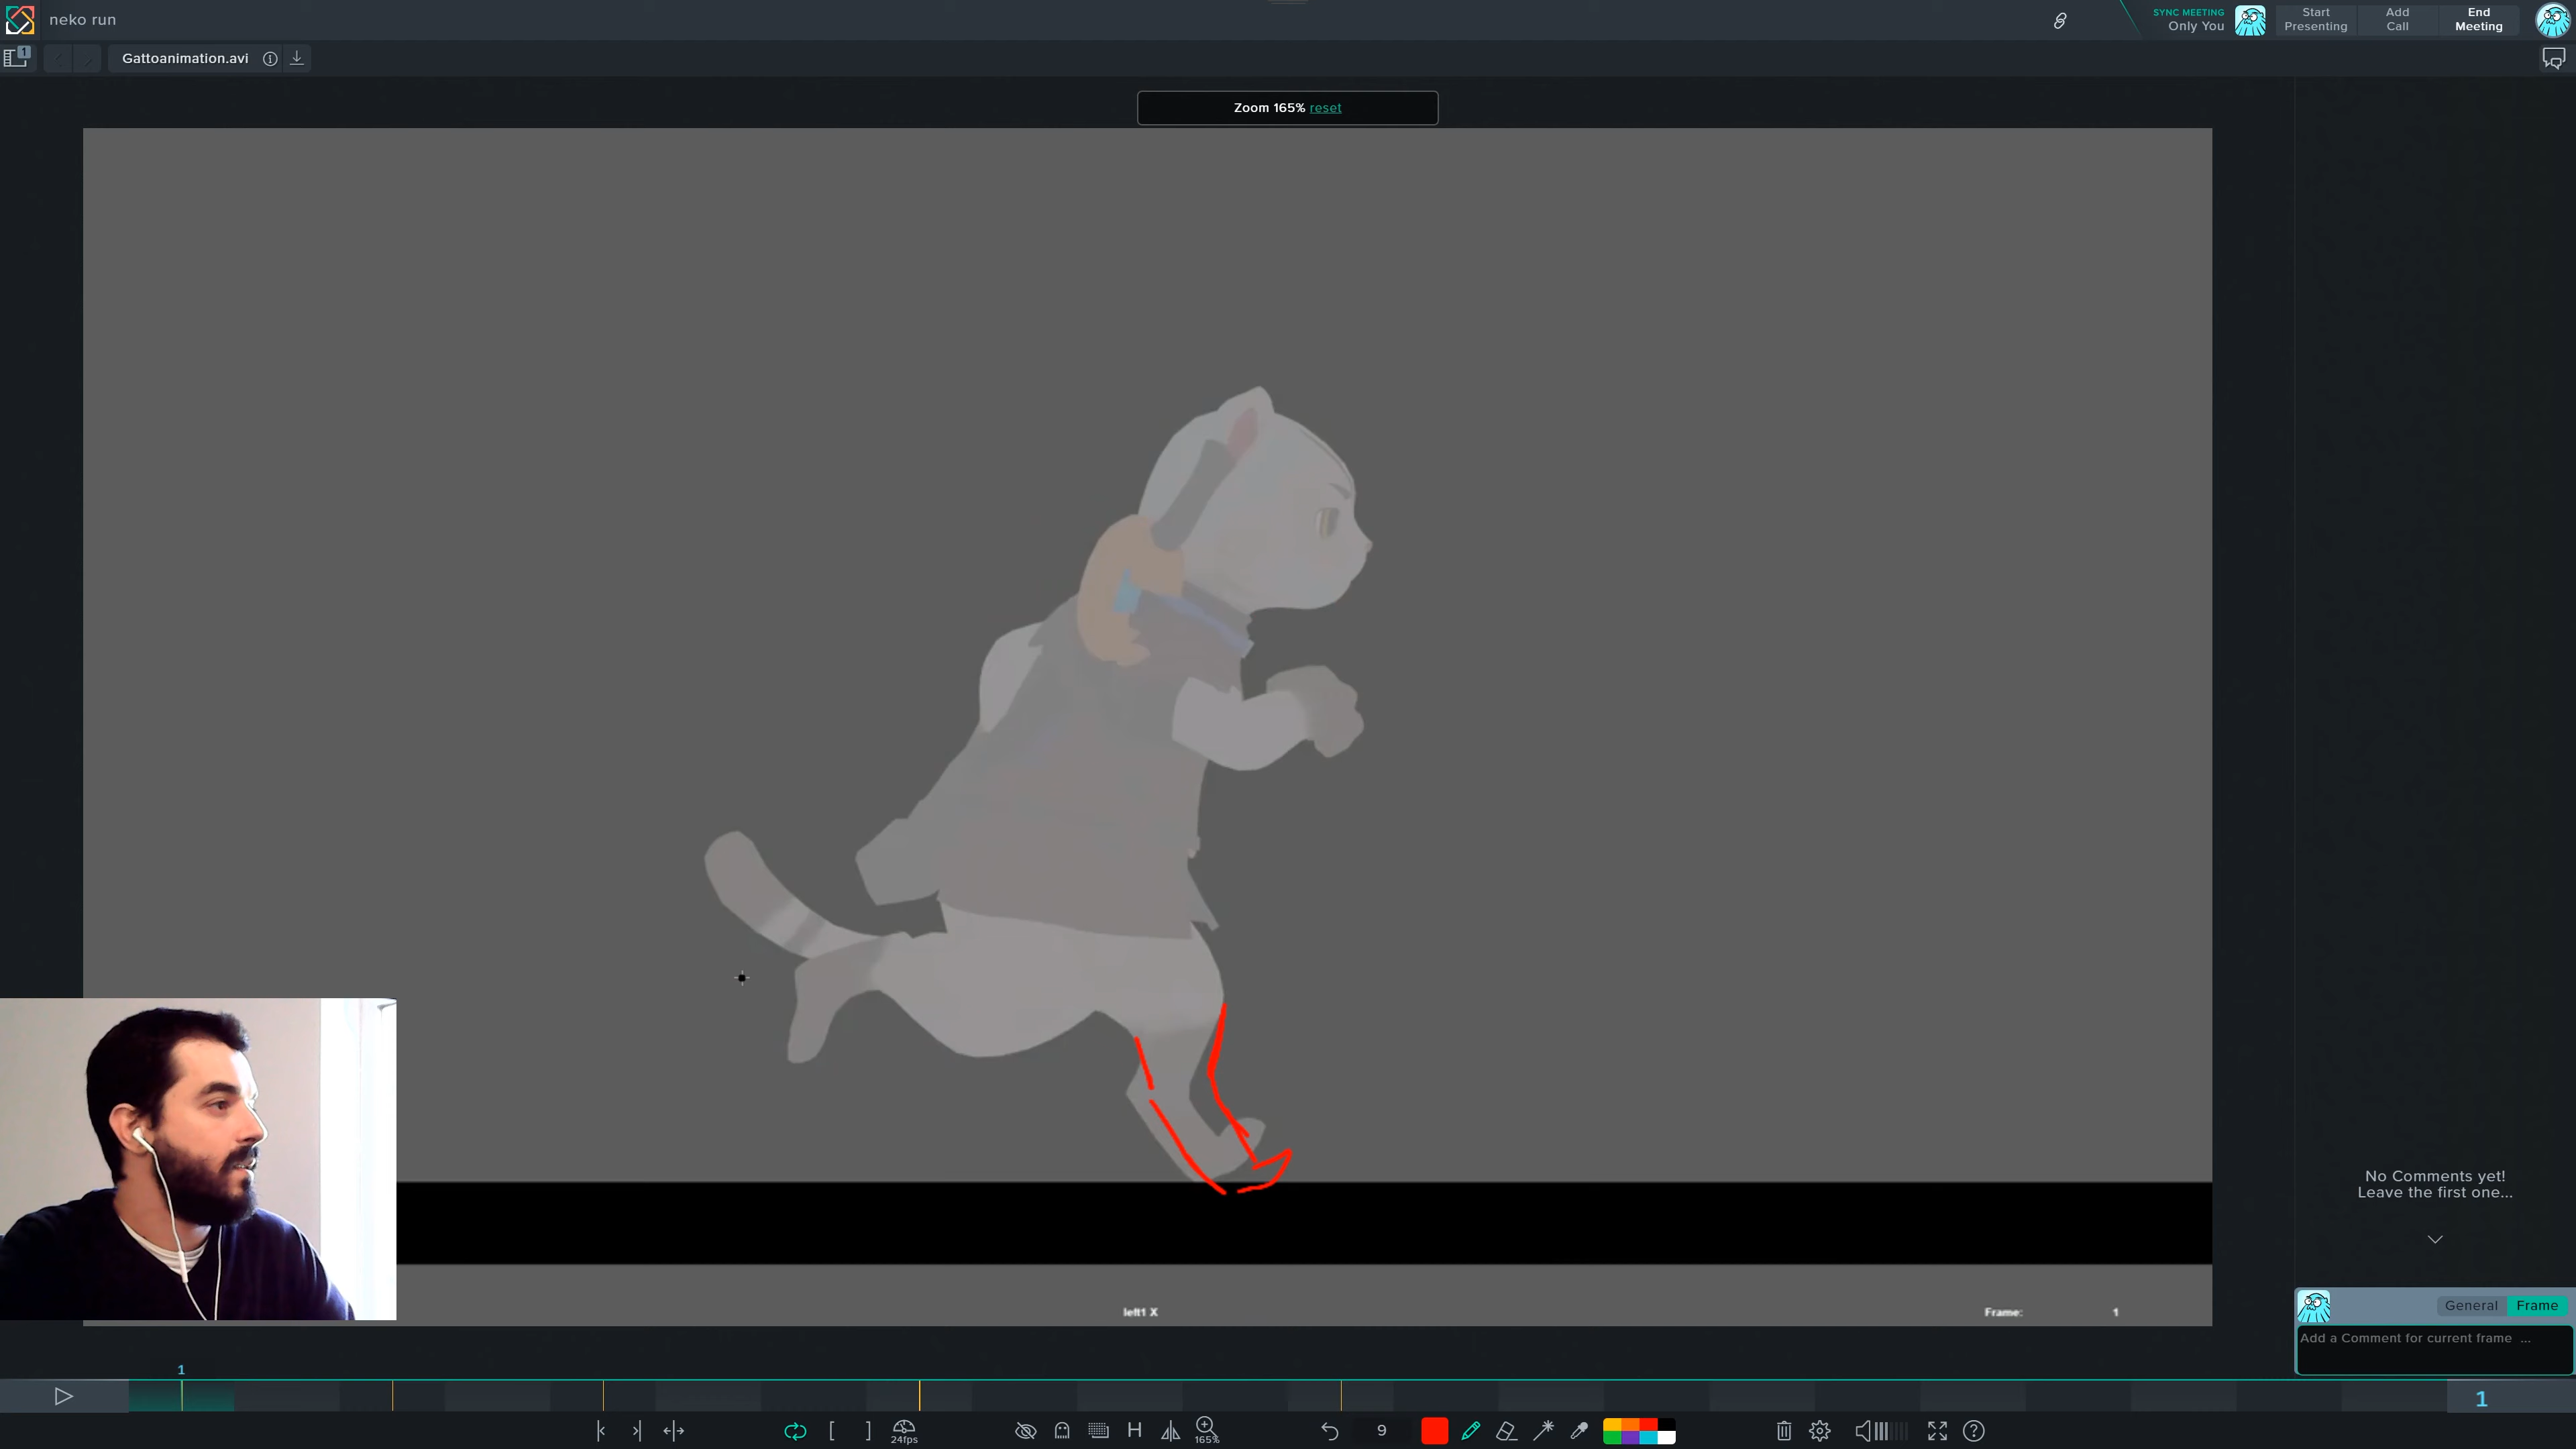 neko run
SYNC MEETING
Only You
Start
Presenting
Add
Call
End
Meeting
1
Gattoanimation.avi
Zoom 165% reset
No Comments yet!
Leave the first one...
left1 X
Frame: 1
General
Frame
Add a Comment for current frame ...
1
1
24fps
H
165%
9